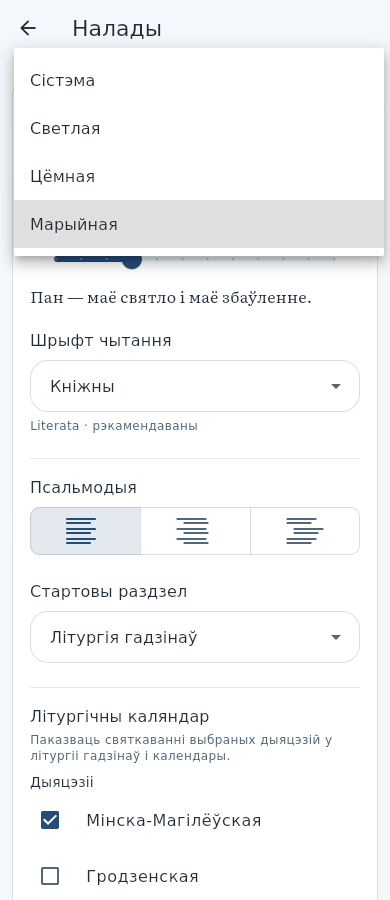 Налады
Сістэма
Светлая
Цёмная
Марыйная
Пан — маё святло і маё збаўленне.
Шрыфт чытання
Кніжны
Literata · рэкамендаваны
Псальмодыя
Стартовы раздзел
Літургія гадзінаў
Літургічны каляндар
Паказваць святкаванні выбраных дыяцэзій у
літургіі гадзінаў і календары.
Дыяцэзіі
Мінска-Магілёўская
Гродзенская